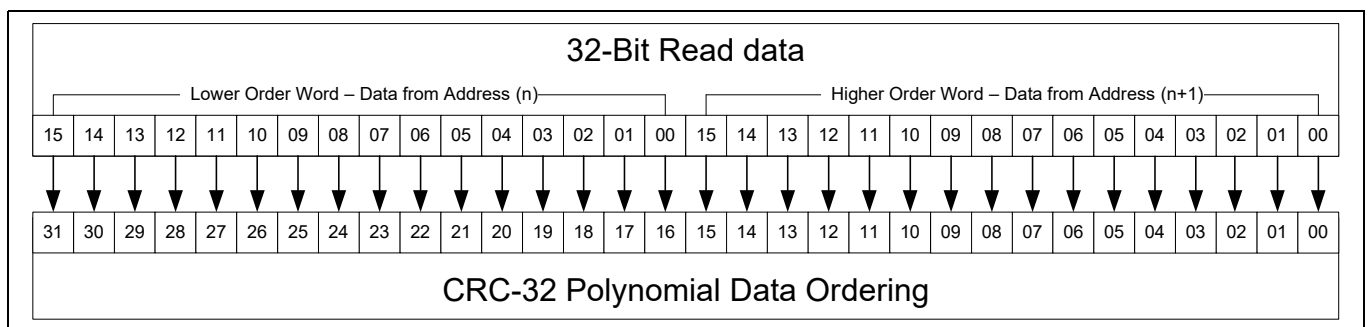 32-Bit Read data
Lower Order Word – Data from Address (n) Higher Order Word – Data from Address (n+1)
15 14 13 12 11 10 09 08 07 06 05 04 03 02 01 00 15 14 13 12 11 10 09 08 07 06 05 04 03 02 01 00
31 30 29 28 27 26 25 24 23 22 21 20 19 18 17 16 15 14 13 12 11 10 09 08 07 06 05 04 03 02 01 00
CRC-32 Polynomial Data Ordering